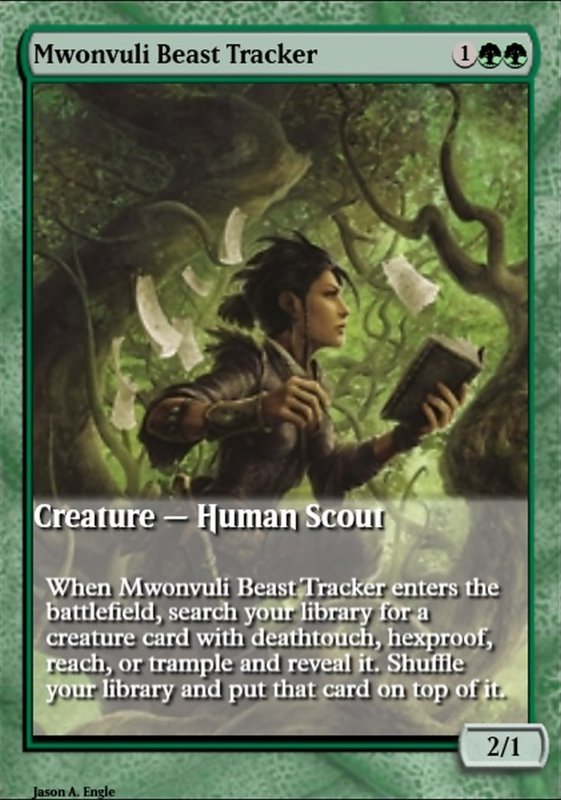 Mwonvuli Beast Tracker 1
Creature — Human Scout
When Mwonvuli Beast Tracker enters the
battlefield, search your library for a
creature card with deathtouch, hexproof,
reach, or trample and reveal it. Shuffle
your library and put that card on top of it.
2/1
Jason A. Engle